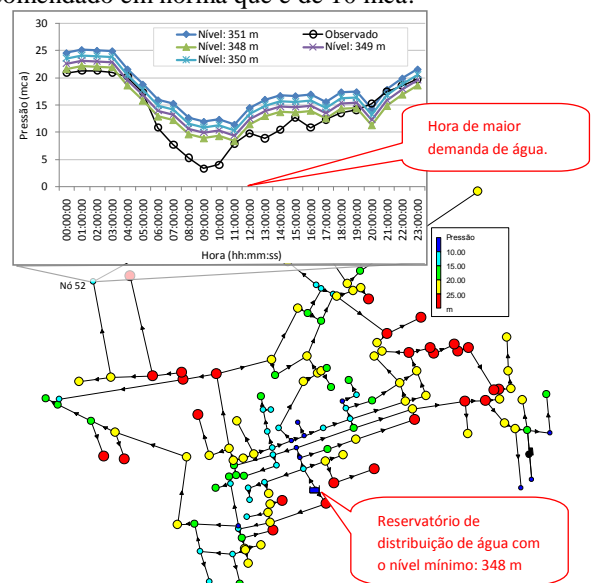 comendado em norma que é de 10 mca.
30
25
20
15
10
5
0
Pressão (mca)
Nível: 351 m
Observado
Nível: 348 m
Nível: 349 m
Nível: 350 m
00:00:00
01:00:00
02:00:00
03:00:00
04:00:00
05:00:00
06:00:00
07:00:00
08:00:00
09:00:00
10:00:00
11:00:00
12:00:00
13:00:00
14:00:00
15:00:00
16:00:00
17:00:00
18:00:00
19:00:00
20:00:00
21:00:00
22:00:00
23:00:00
Hora (hh:mm:ss)
Hora de maior
demanda de água.
Pressão
10.00
15.00
20.00
25.00
m
Nó 52
Reservatório de
distribuição de água com
o nível mínimo: 348 m